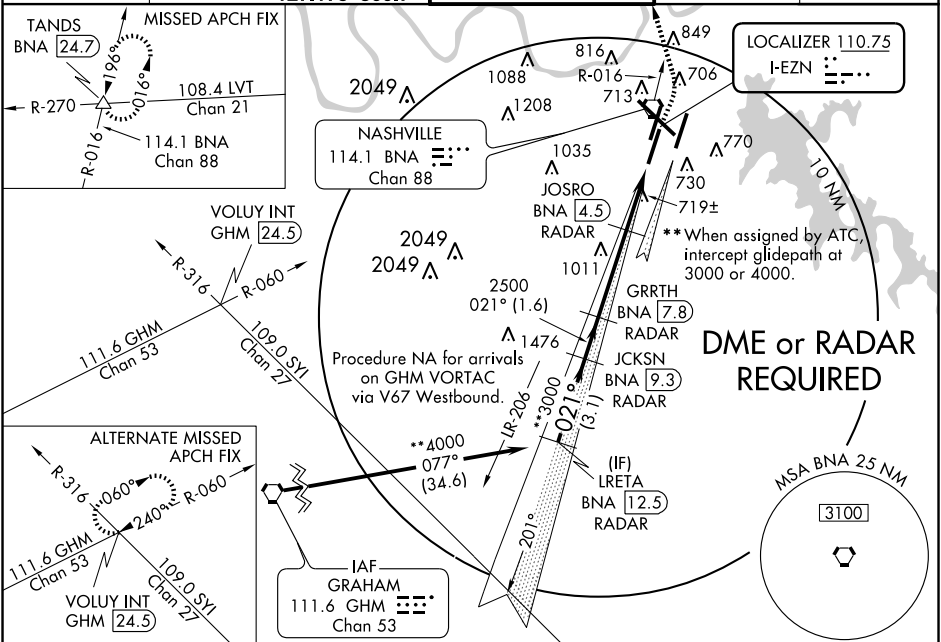 MISSED APCH FIX
TANDS
BNA 24.7
196°
016°
R-270
108.4 LVT
Chan 21
R-016
114.1 BNA
Chan 88
2049
1088
816
849
R-016
713
706
LOCALIZER 110.75
I-EZN
1208
NASHVILLE
114.1 BNA
Chan 88
1035
770
10 NM
730
719±
JOSRO
BNA 4.5
RADAR
**When assigned by ATC,
intercept glidepath at
3000 or 4000.
VOLUY INT
GHM 24.5
R-316
R-060
2049
2049
1011
2500
021° (1.6)
GRRTH
BNA 7.8
RADAR
111.6 GHM
Chan 53
109.0 SYI
Chan 27
1476
Procedure NA for arrivals
on GHM VORTAC
via V67 Westbound.
JCKSN
BNA 9.3
RADAR
DME or RADAR
REQUIRED
LR-206
**3000
021°
(3.1)
ALTERNATE MISSED
APCH FIX
R-316
060°
R-060
240°
**4000
077°
(34.6)
(IF)
LRETA
BNA 12.5
RADAR
MSA BNA 25 NM
3100
201°
111.6 GHM
Chan 53
109.0 SYI
Chan 27
VOLUY INT
GHM 24.5
IAF
GRAHAM
111.6 GHM
Chan 53